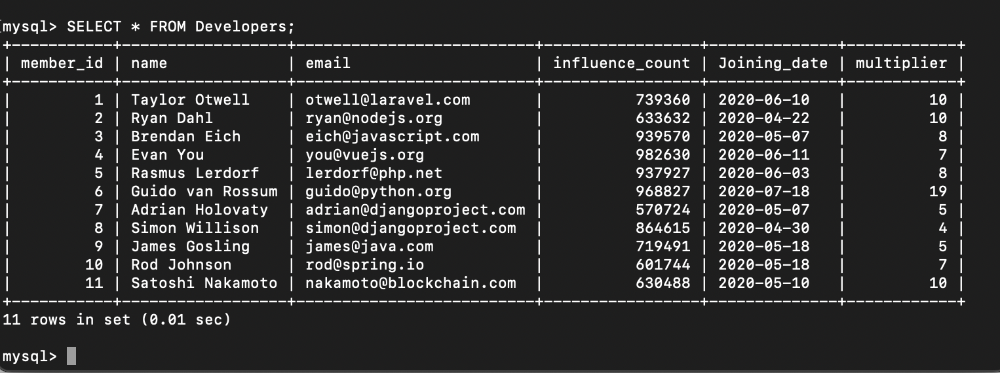 mysql> SELECT * FROM Developers;
+-----------+------------------+--------------------------+-----------------+--------------+------------+
| member_id | name             | email                    | influence_count | Joining_date | multiplier |
+-----------+------------------+--------------------------+-----------------+--------------+------------+
|         1 | Taylor Otwell    | otwell@laravel.com       |          739360 | 2020-06-10   |         10 |
|         2 | Ryan Dahl        | ryan@nodejs.org          |          633632 | 2020-04-22   |         10 |
|         3 | Brendan Eich     | eich@javascript.com      |          939570 | 2020-05-07   |          8 |
|         4 | Evan You         | you@vuejs.org            |          982630 | 2020-06-11   |          7 |
|         5 | Rasmus Lerdorf   | lerdorf@php.net          |          937927 | 2020-06-03   |          8 |
|         6 | Guido van Rossum | guido@python.org         |          968827 | 2020-07-18   |         19 |
|         7 | Adrian Holovaty  | adrian@djangoproject.com |          570724 | 2020-05-07   |          5 |
|         8 | Simon Willison   | simon@djangoproject.com  |          864615 | 2020-04-30   |          4 |
|         9 | James Gosling    | james@java.com           |          719491 | 2020-05-18   |          5 |
|        10 | Rod Johnson      | rod@spring.io            |          601744 | 2020-05-18   |          7 |
|        11 | Satoshi Nakamoto | nakamoto@blockchain.com  |          630488 | 2020-05-10   |         10 |
+-----------+------------------+--------------------------+-----------------+--------------+------------+
11 rows in set (0.01 sec)
mysql>